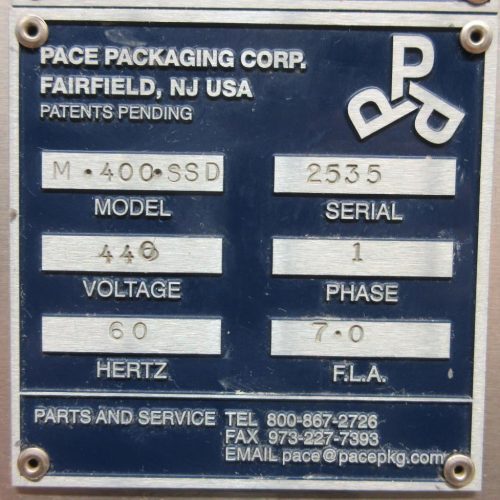 PACE PACKAGING CORP.
FAIRFIELD, NJ USA
PATENTS PENDING
PPP
M·400·SSD
2535
MODEL
SERIAL
1
VOLTAGE
PHASE
60
7.0
HERTZ
F.L.A.
PARTS AND SERVICE TEL 800-867-2726
FAX 973-227-7393
EMAIL pace@pacepkg.com